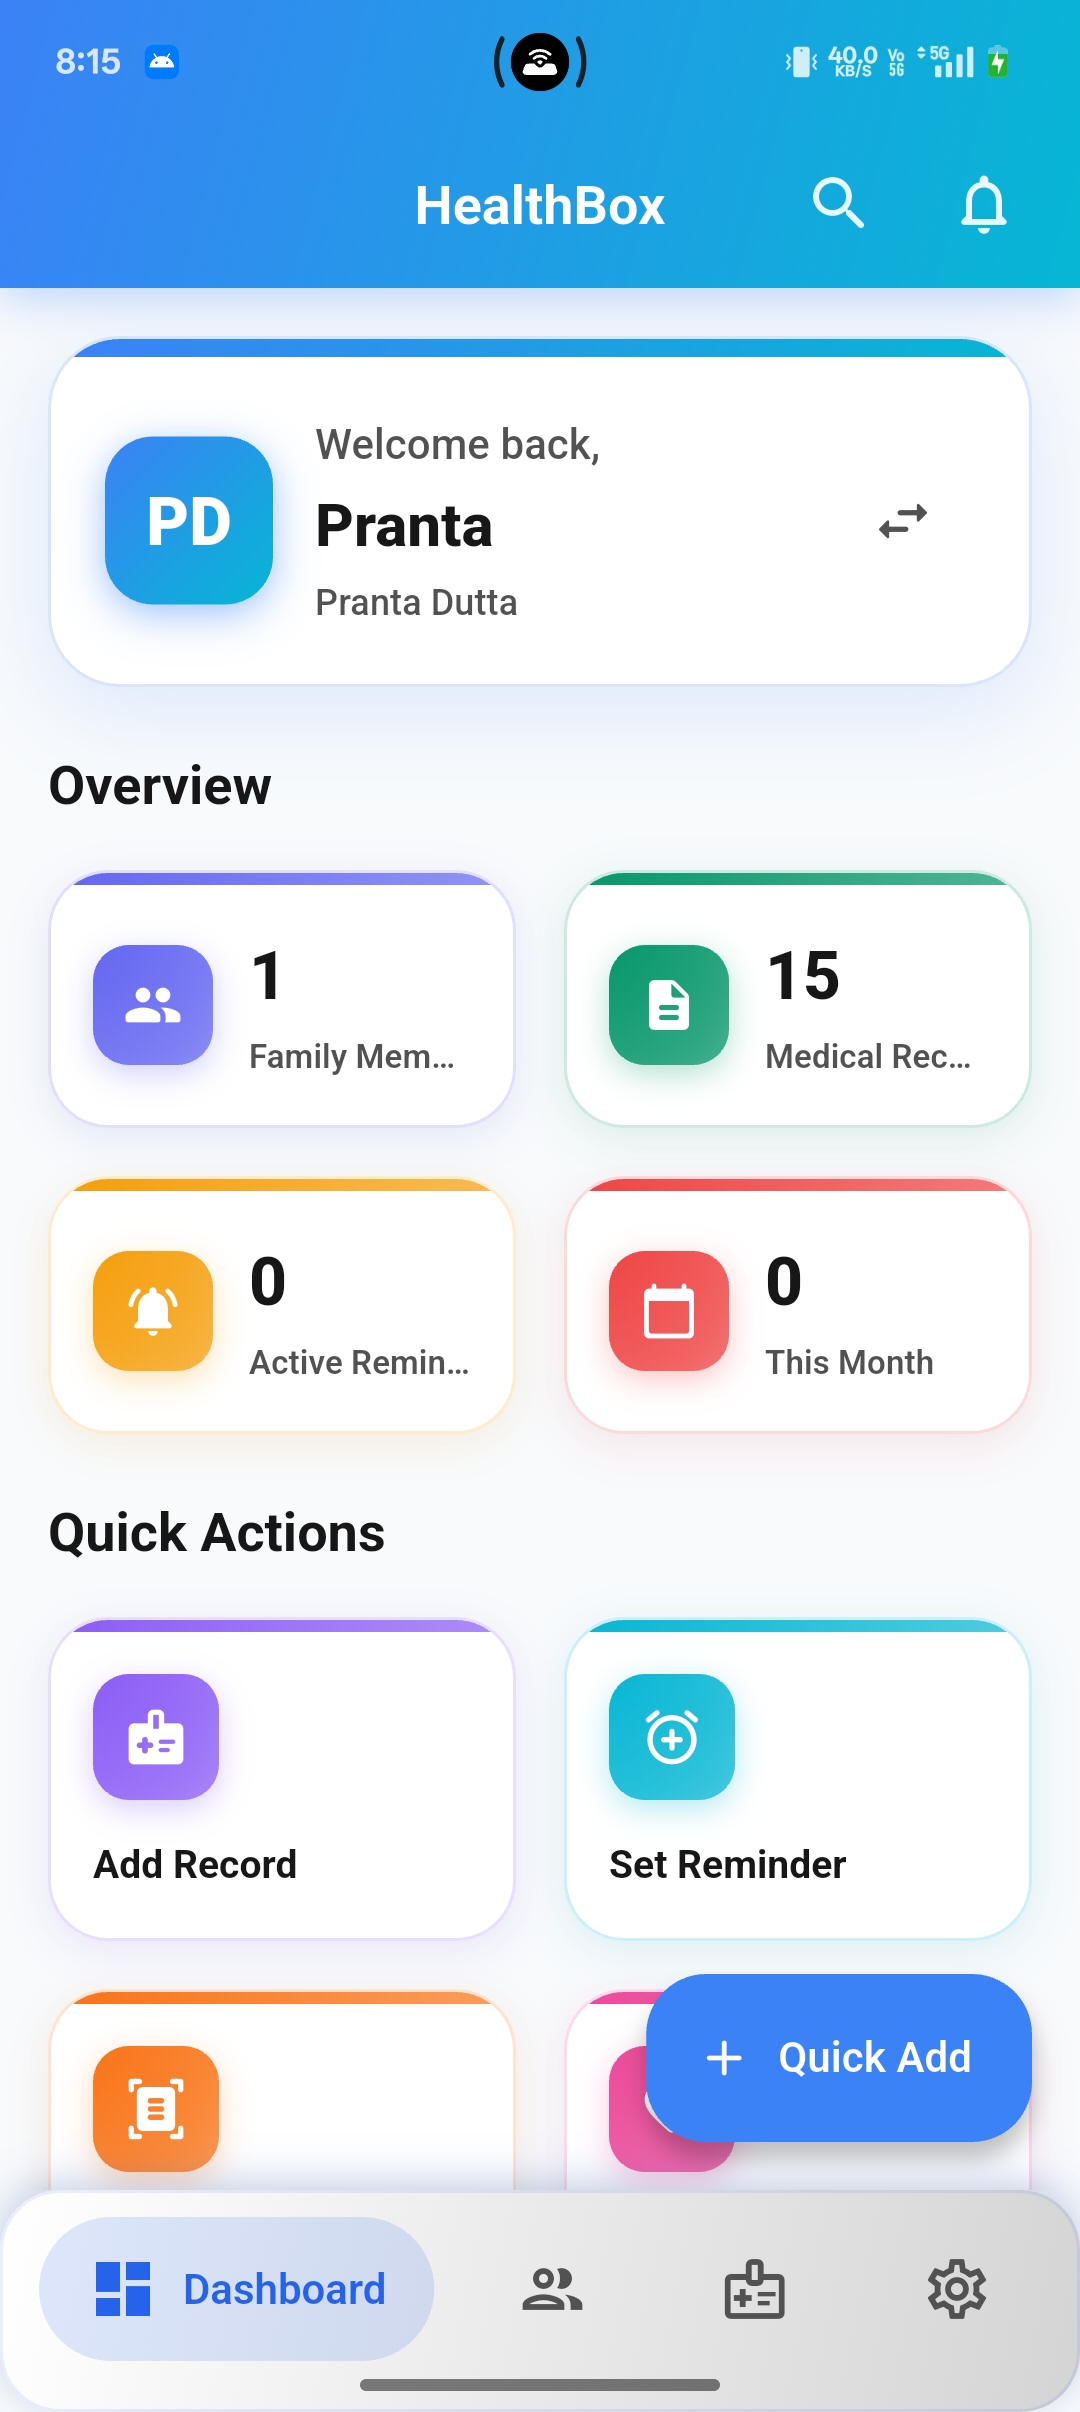 8:15
40.0
KB/S
Vo
5G
5G
HealthBox
PD
Welcome back,
Pranta
Pranta Dutta
Overview
1
Family Mem...
15
Medical Rec...
0
Active Remin...
0
This Month
Quick Actions
Add Record
Set Reminder
Quick Add
Dashboard